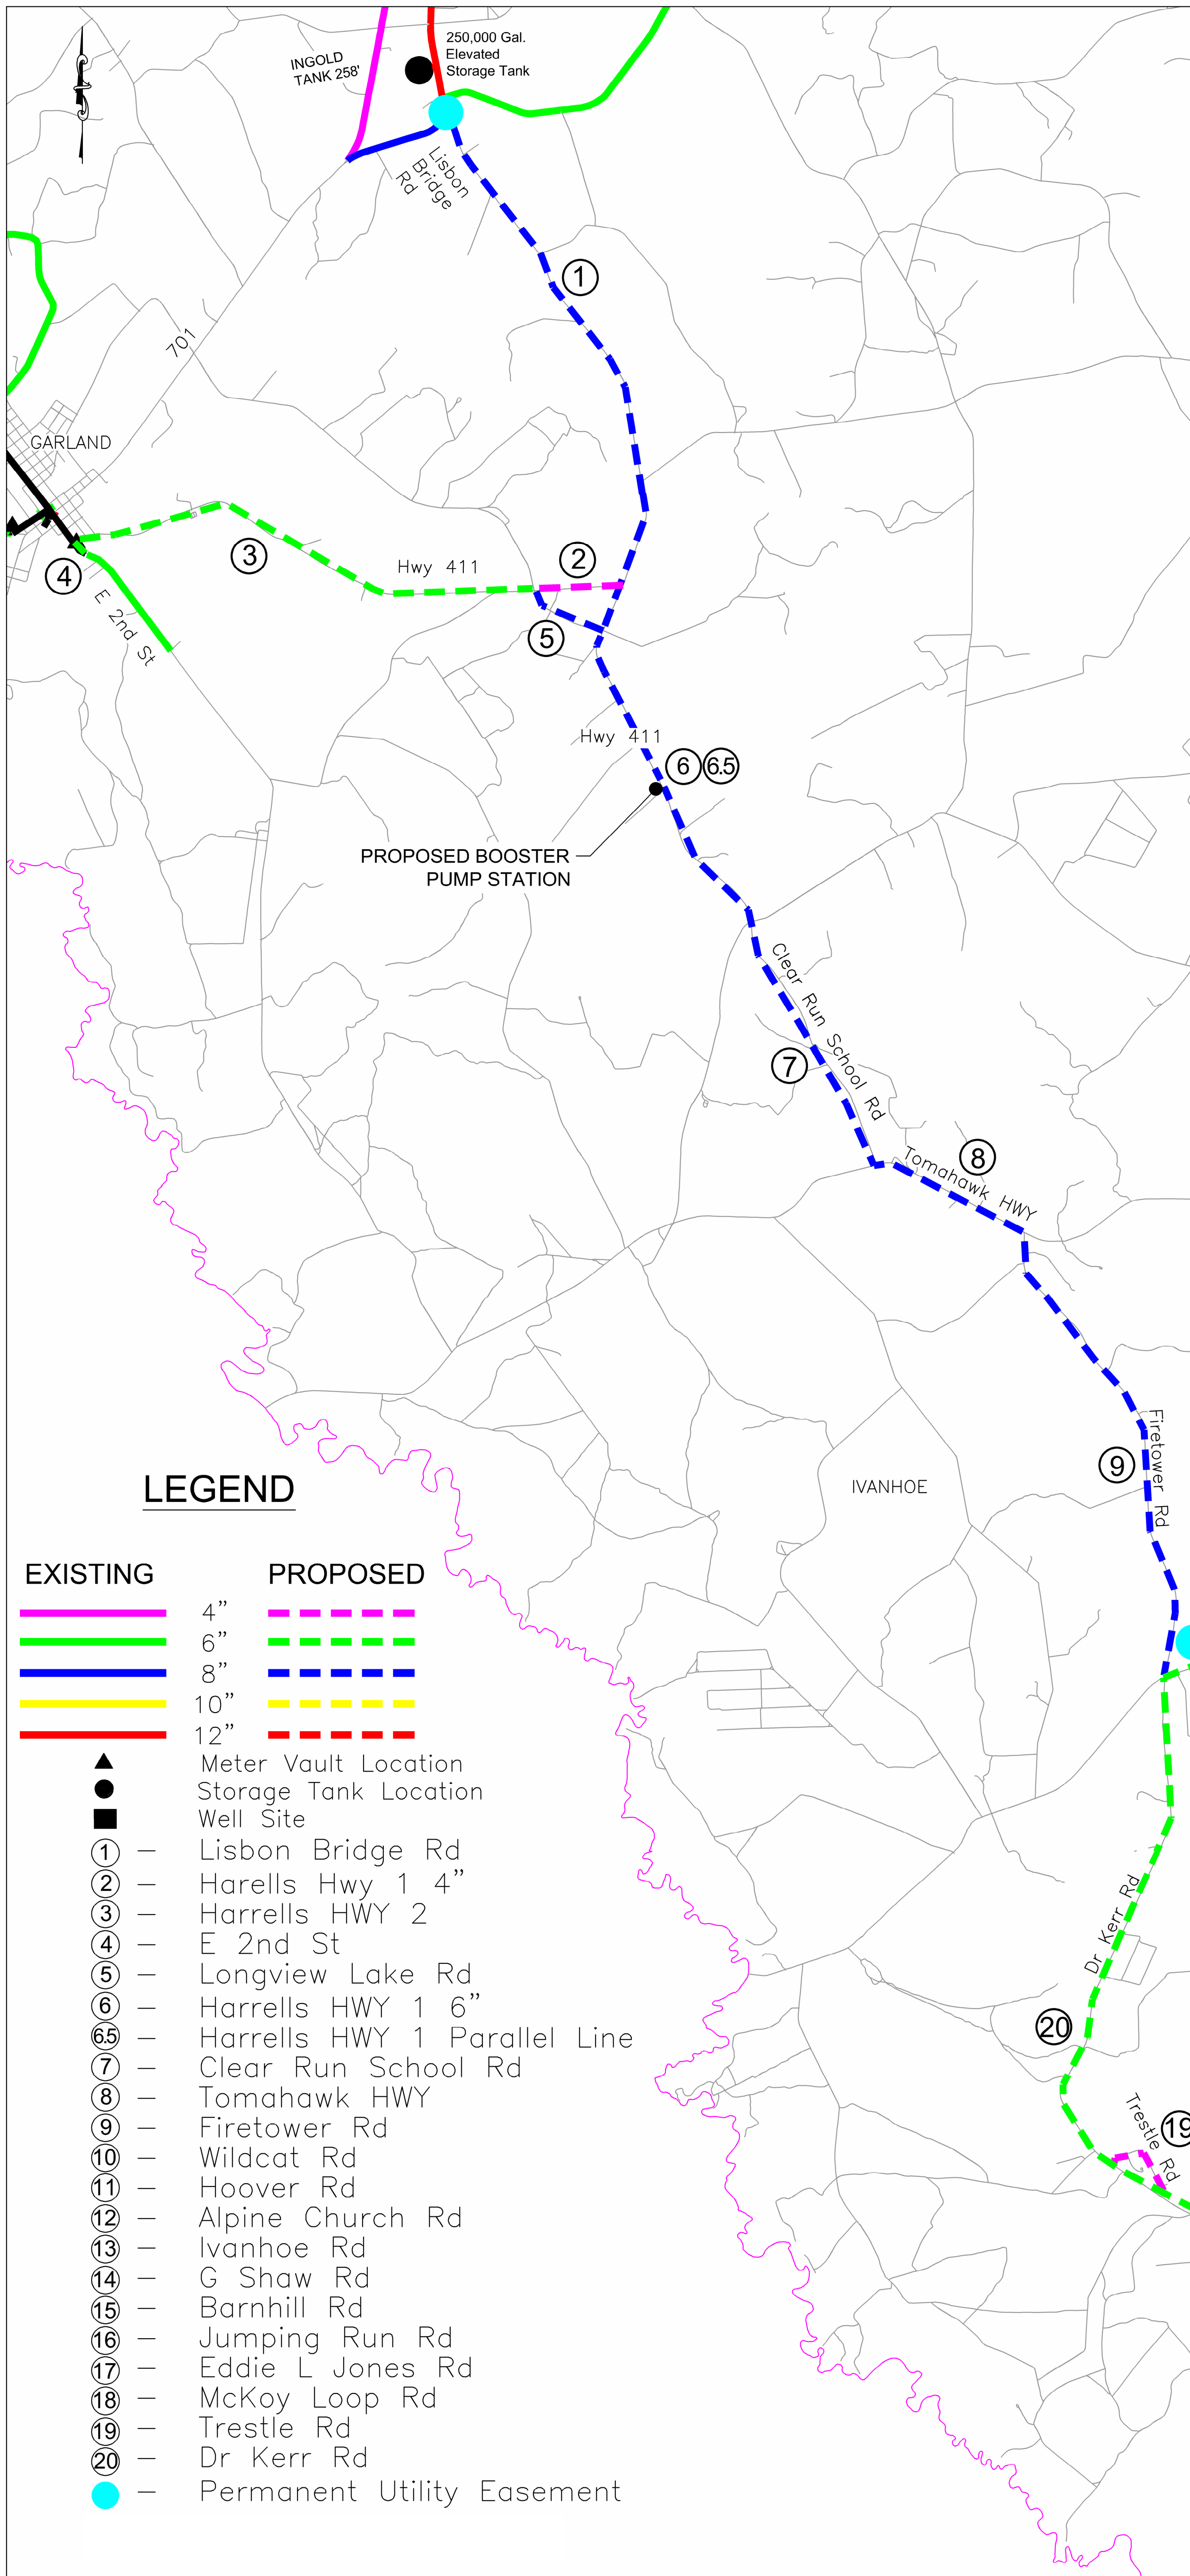 250,000 Gal.
Elevated
Storage Tank
INGOLD
TANK 258'
Lisbon
Bridge
Rd
1
701
GARLAND
2
3
Hwy 411
4
E 2nd St
5
Hwy 411
6
6.5
PROPOSED BOOSTER
PUMP STATION
Clear Run School Rd
7
8
Tomahawk HWY
Firetower Rd
9
IVANHOE
LEGEND
EXISTING PROPOSED
4”
6”
8”
10”
12”
Meter Vault Location
Storage Tank Location
Well Site
1 – Lisbon Bridge Rd
2 – Harells Hwy 1 4”
3 – Harrells HWY 2
4 – E 2nd St
5 – Longview Lake Rd
6 – Harrells HWY 1 6”
6.5 – Harrells HWY 1 Parallel Line
7 – Clear Run School Rd
8 – Tomahawk HWY
9 – Firetower Rd
10 – Wildcat Rd
11 – Hoover Rd
12 – Alpine Church Rd
13 – Ivanhoe Rd
14 – G Shaw Rd
15 – Barnhill Rd
16 – Jumping Run Rd
17 – Eddie L Jones Rd
18 – McKoy Loop Rd
19 – Trestle Rd
20 – Dr Kerr Rd
– Permanent Utility Easement
Dr Kerr Rd
20
Trestle Rd
19